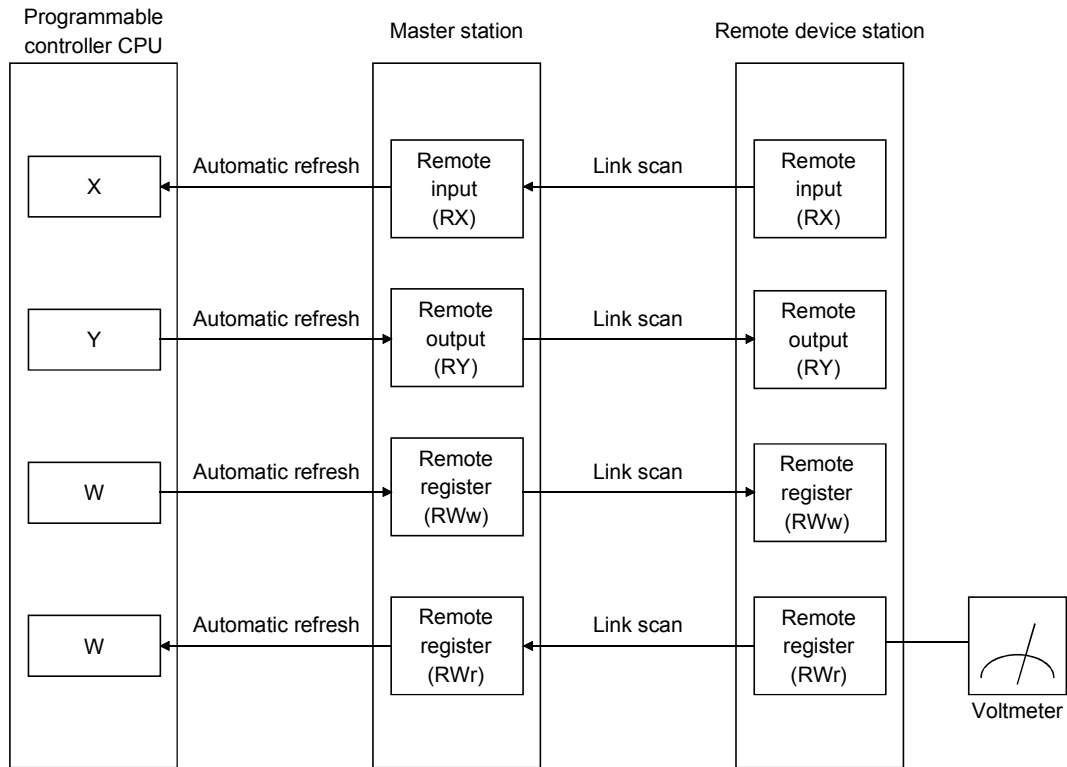 Programmable
controller CPU
Master station
Remote device station
X
Automatic refresh
Remote
input
(RX)
Link scan
Remote
input
(RX)
Y
Automatic refresh
Remote
output
(RY)
Link scan
Remote
output
(RY)
W
Automatic refresh
Remote
register
(RWw)
Link scan
Remote
register
(RWw)
W
Automatic refresh
Remote
register
(RWr)
Link scan
Remote
register
(RWr)
Voltmeter